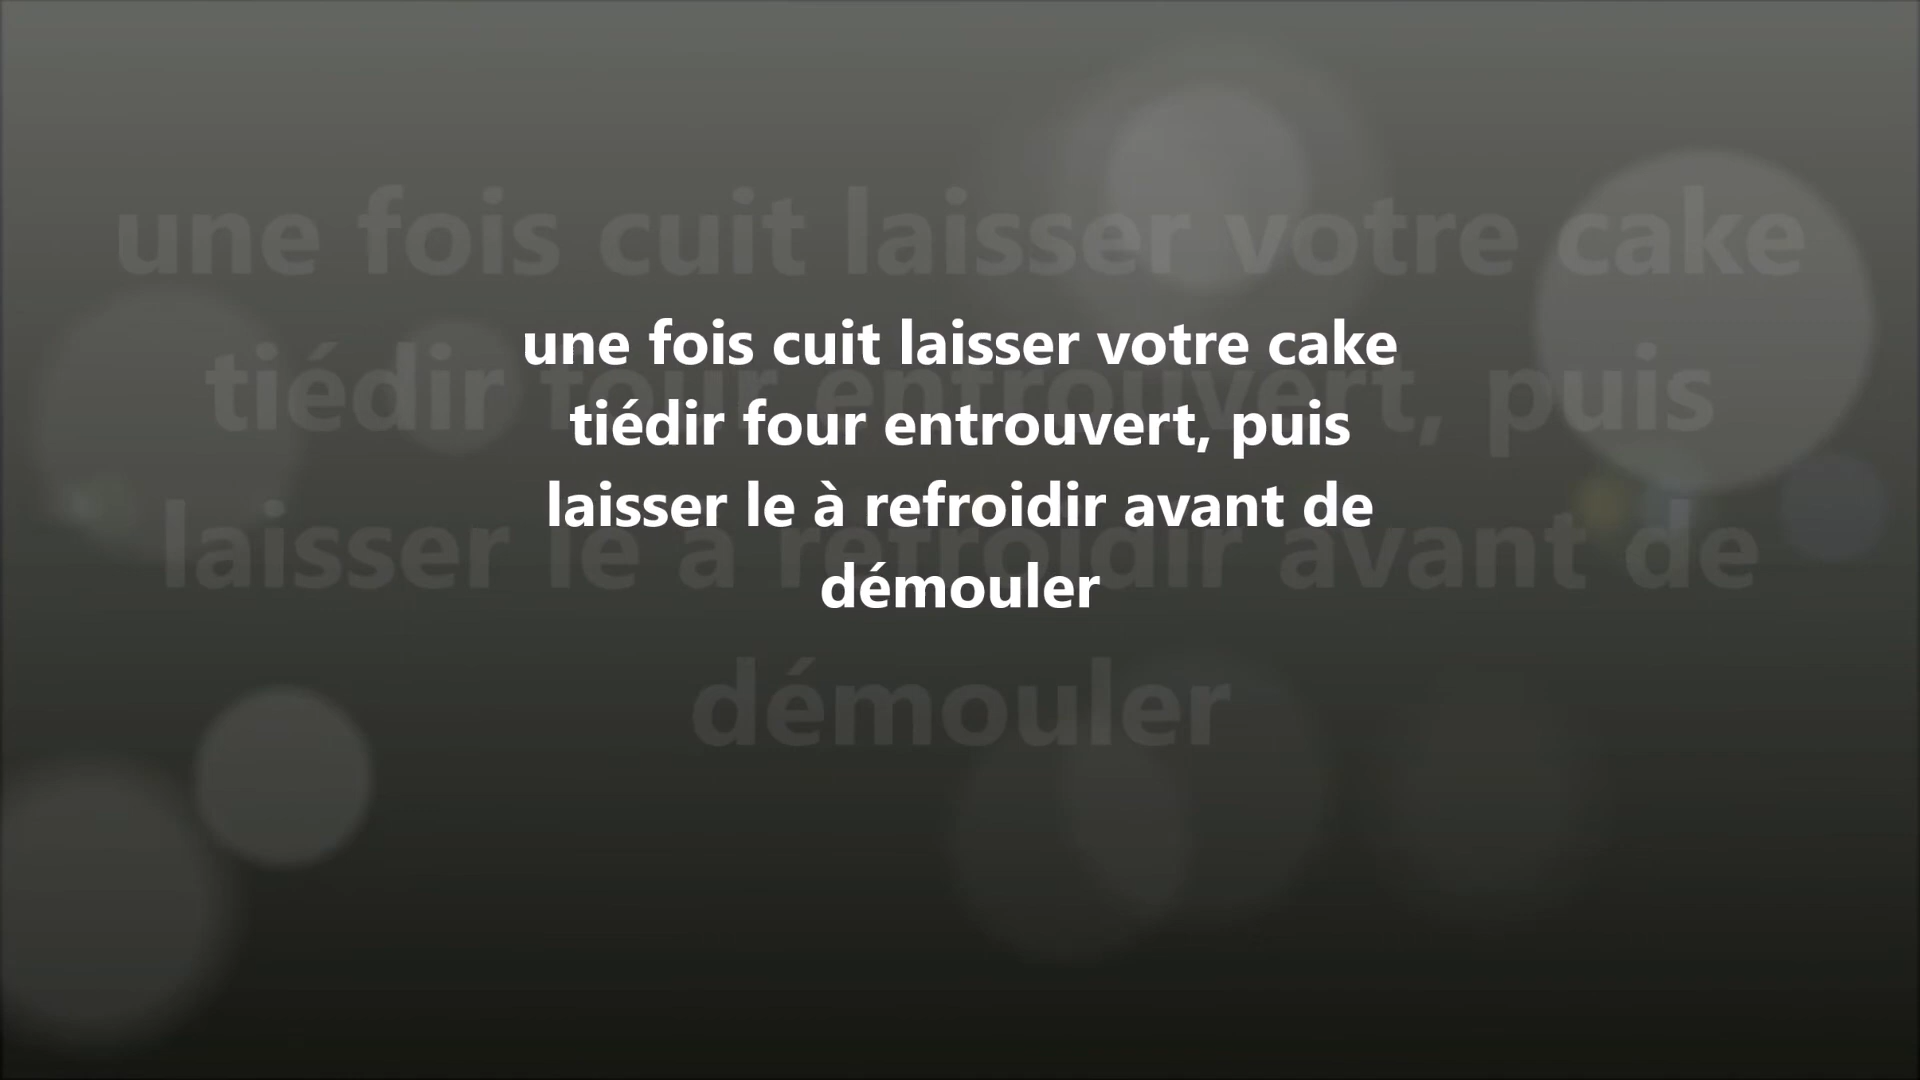 une fois cuit laisser votre cake
tiédir four entrouvert, puis
laisser le à refroidir avant de
démouler